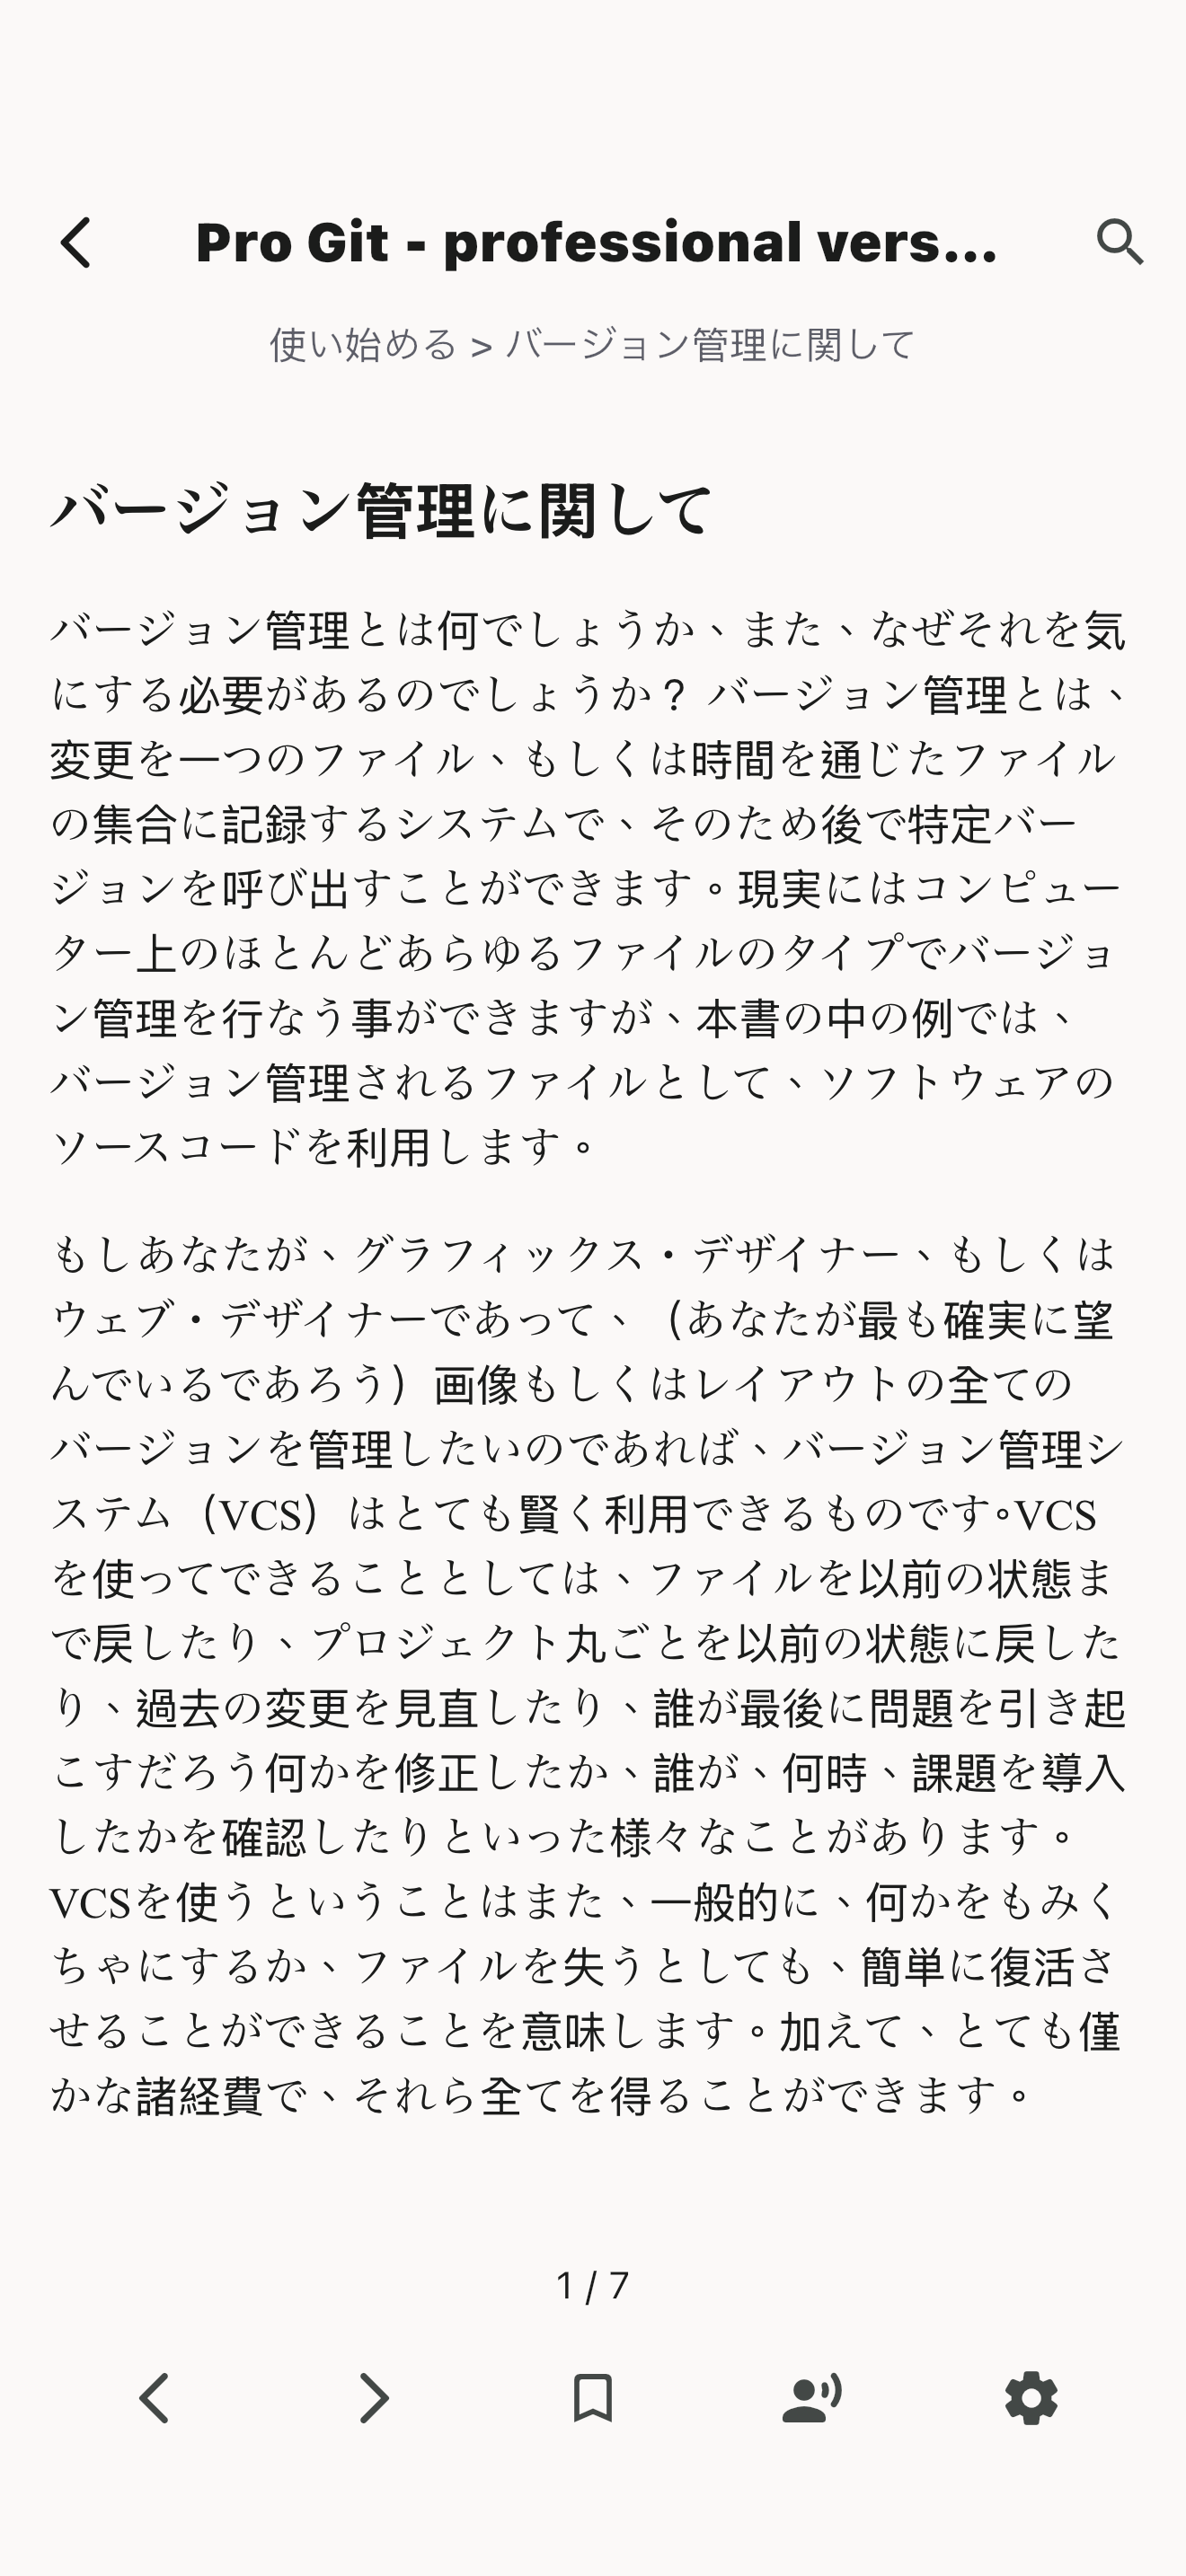 Pro Git - professional vers...
使い始める > バージョン管理に関して
バージョン管理に関して
バージョン管理とは何でしょうか、また、なぜそれを気
にする必要があるのでしょうか？ バージョン管理とは、
変更を一つのファイル、もしくは時間を通じたファイル
の集合に記録するシステムで、そのため後で特定バー
ジョンを呼び出すことができます。現実にはコンピュー
ター上のほとんどあらゆるファイルのタイプでバージョ
ン管理を行なう事ができますが、本書の中の例では、
バージョン管理されるファイルとして、ソフトウェアの
ソースコードを利用します。
もしあなたが、グラフィックス・デザイナー、もしくは
ウェブ・デザイナーであって、（あなたが最も確実に望
んでいるであろう）画像もしくはレイアウトの全ての
バージョンを管理したいのであれば、バージョン管理シ
ステム（VCS）はとても賢く利用できるものです。VCS
を使ってできることとしては、ファイルを以前の状態ま
で戻したり、プロジェクト丸ごとを以前の状態に戻した
り、過去の変更を見直したり、誰が最後に問題を引き起
こすだろう何かを修正したか、誰が、何時、課題を導入
したかを確認したりといった様々なことがあります。
VCSを使うということはまた、一般的に、何かをもみく
ちゃにするか、ファイルを失うとしても、簡単に復活さ
せることができることを意味します。加えて、とても僅
かな諸経費で、それら全てを得ることができます。
1 / 7